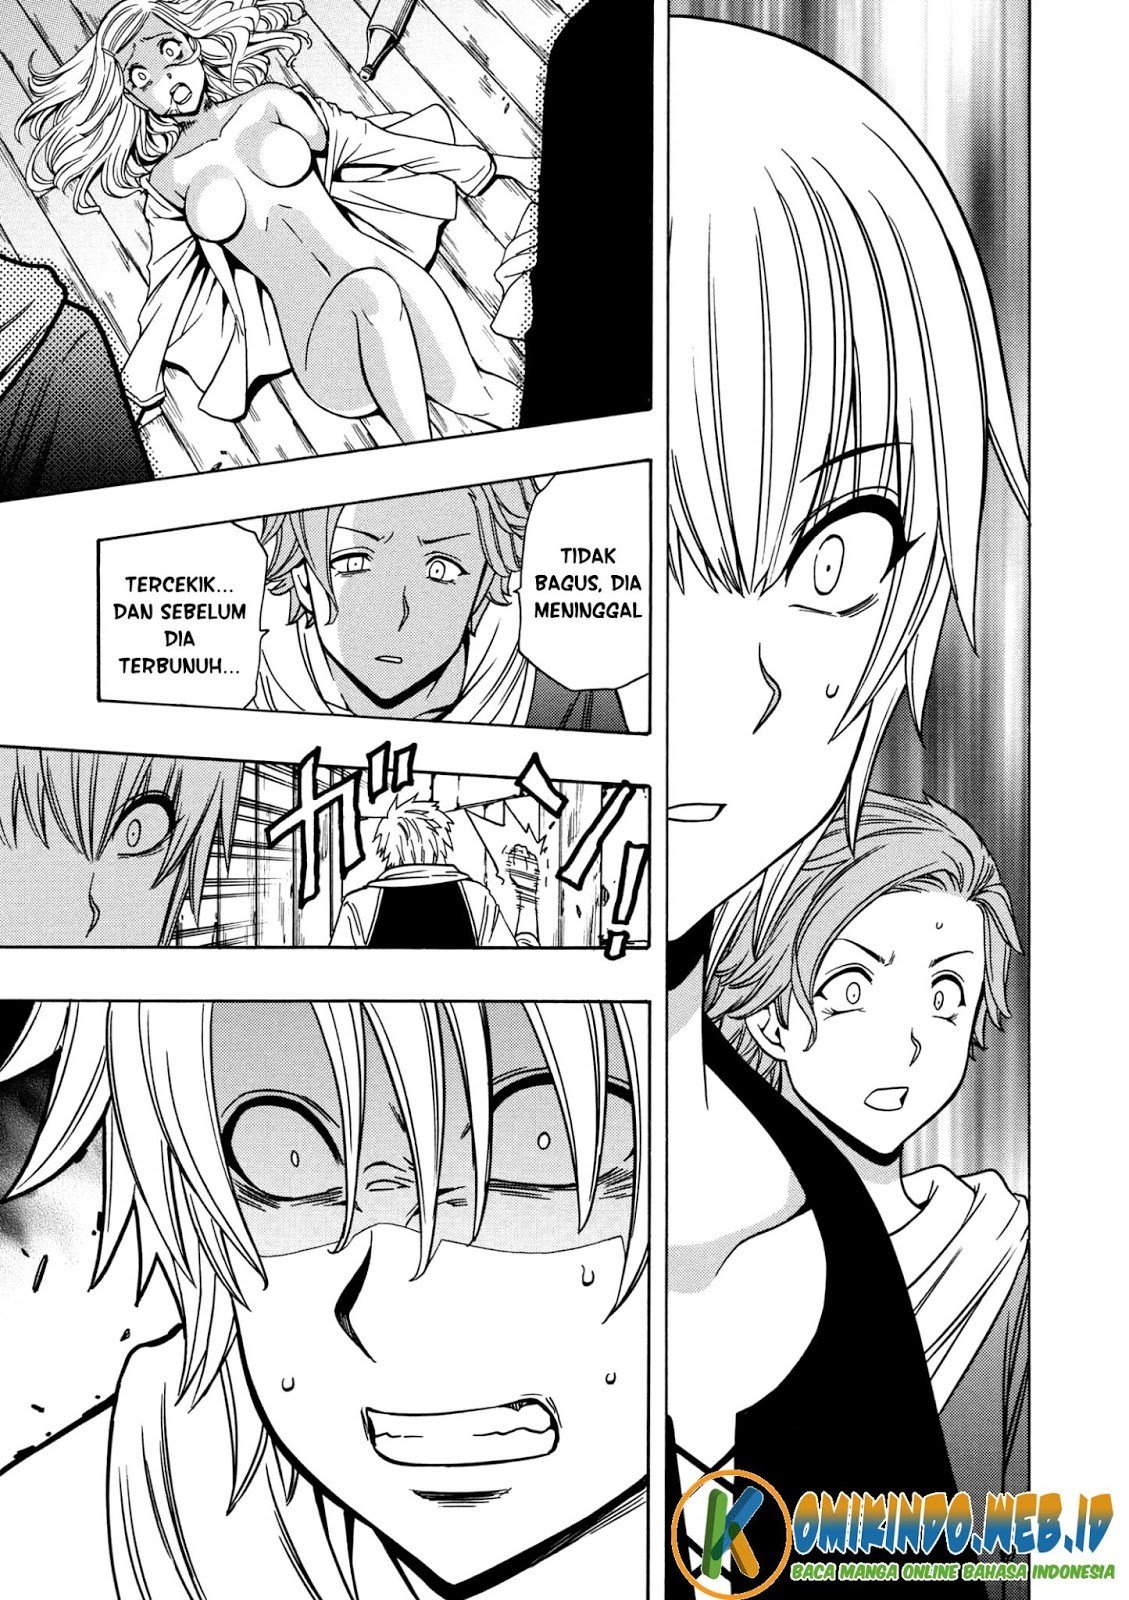 TIDAK
BAGUS, DIA
MENINGGAL
TERCEKIK...
DAN SEBELUM
DIA
TERBUNUH...
ガンッ!!
KOMIKINDO.WEB.ID
BACA MANGA ONLINE BAHASA INDONESIA